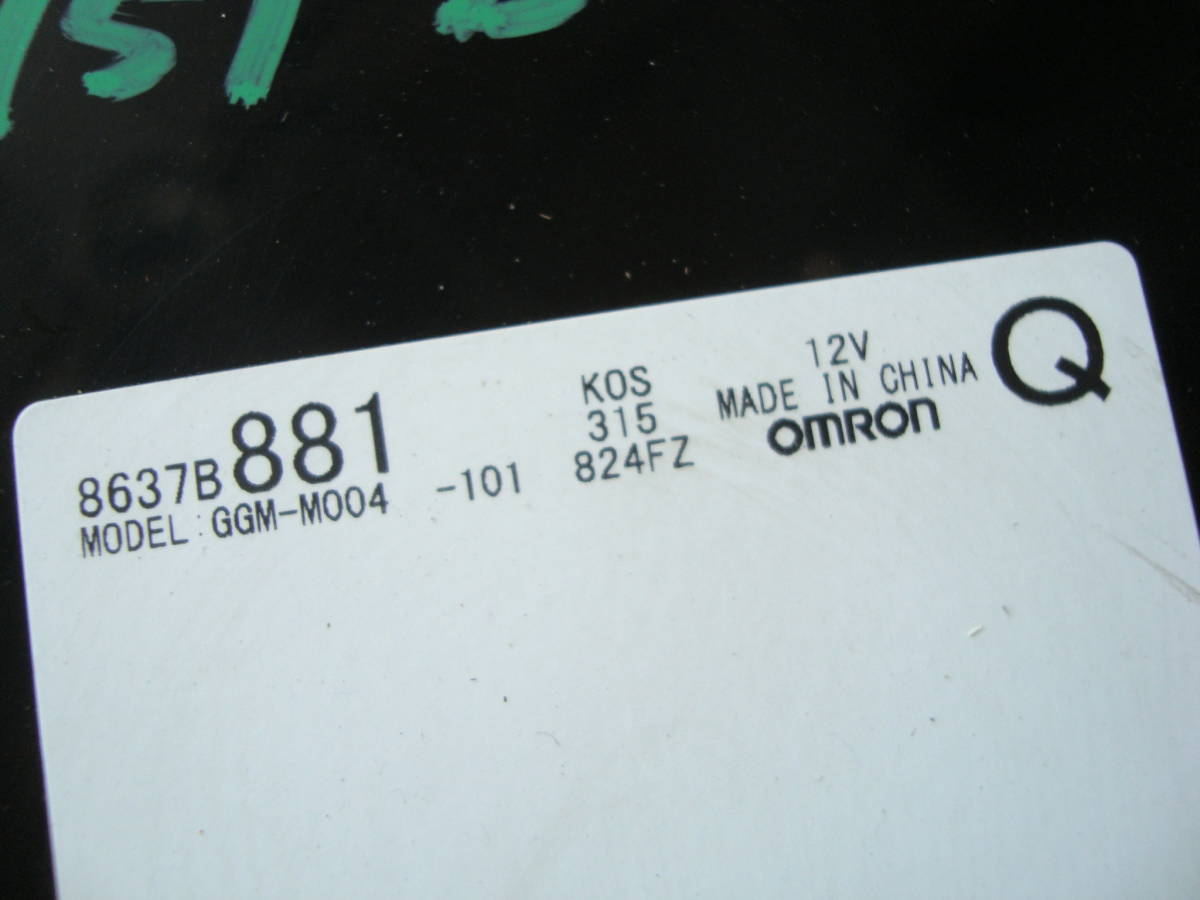 8637B881
MODEL:GGM-M004 -101
KOS
315
824FZ
12V
MADE IN CHINA
OMRON
Q